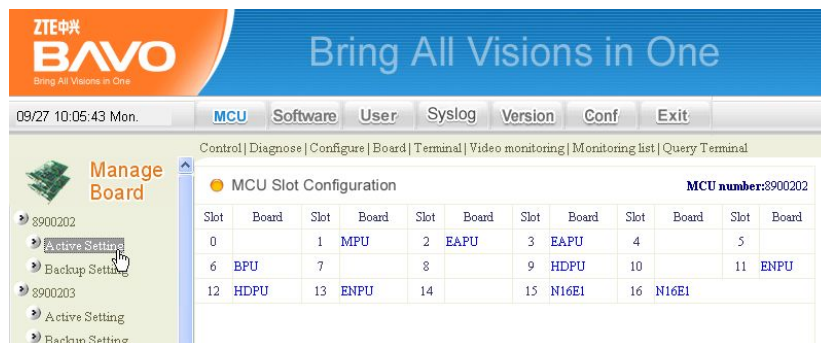 ZTE中兴
BAVO
Bring All Visions in One
Bring All Visions in One
09/27 10:05:43 Mon.
MCU Software User Syslog Version Conf Exit
Control | Diagnose | Configure | Board | Terminal | Video monitoring | Monitoring list | Query Terminal
Manage
Board
MCU Slot Configuration MCU number:8900202
8900202
Active Setting
Backup Setting
8900203
Active Setting
Backup Setting
Slot Board Slot Board Slot Board Slot Board Slot Board Slot Board
0 1 MPU 2 EAPU 3 EAPU 4 5
6 BPU 7 8 9 HDPU 10 11 ENPU
12 HDPU 13 ENPU 14 15 N16E1 16 N16E1